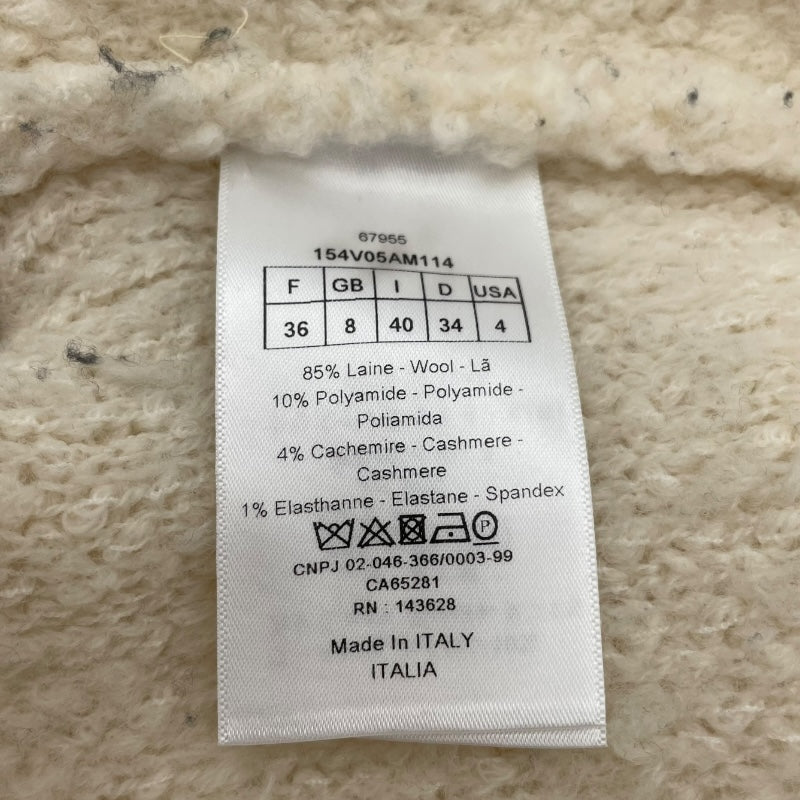 67955
154V05AM114
F GB I D USA
36 8 40 34 4
85% Laine - Wool - Lã
10% Polyamide - Polyamide -
Poliamida
4% Cachemire - Cashmere -
Cashmere
1% Elasthanne - Elastane - Spandex
P
CNPJ 02-046-366/0003-99
CA65281
RN : 143628
Made In ITALY
ITALIA